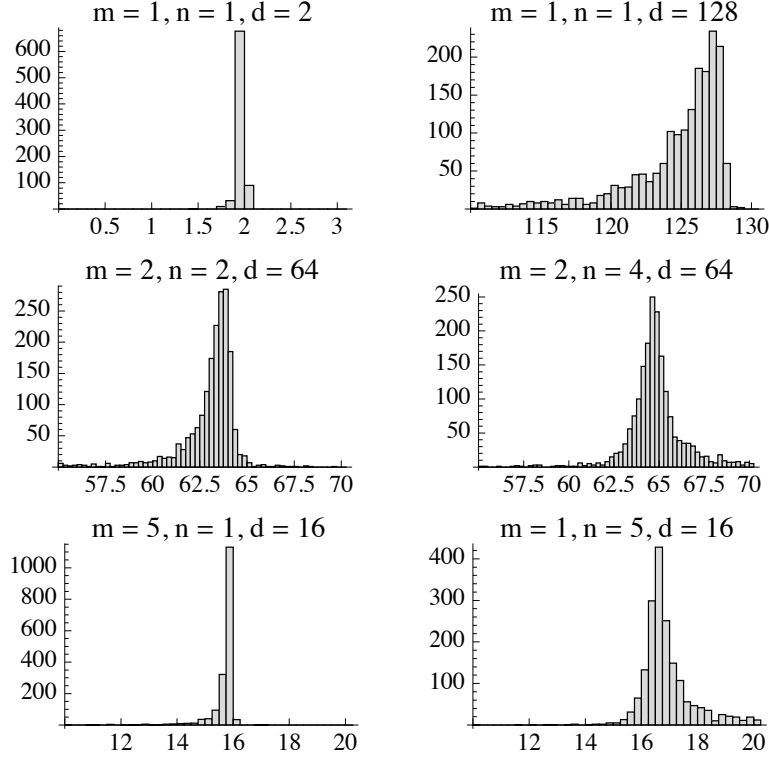 m = 1, n = 1, d = 2
600
500
400
300
200
100
0.5 1 1.5 2 2.5 3
m = 1, n = 1, d = 128
200
150
100
50
115 120 125 130
m = 2, n = 2, d = 64
250
200
150
100
50
57.5 60 62.5 65 67.5 70
m = 2, n = 4, d = 64
250
200
150
100
50
57.5 60 62.5 65 67.5 70
m = 5, n = 1, d = 16
1000
800
600
400
200
12 14 16 18 20
m = 1, n = 5, d = 16
400
300
200
100
12 14 16 18 20